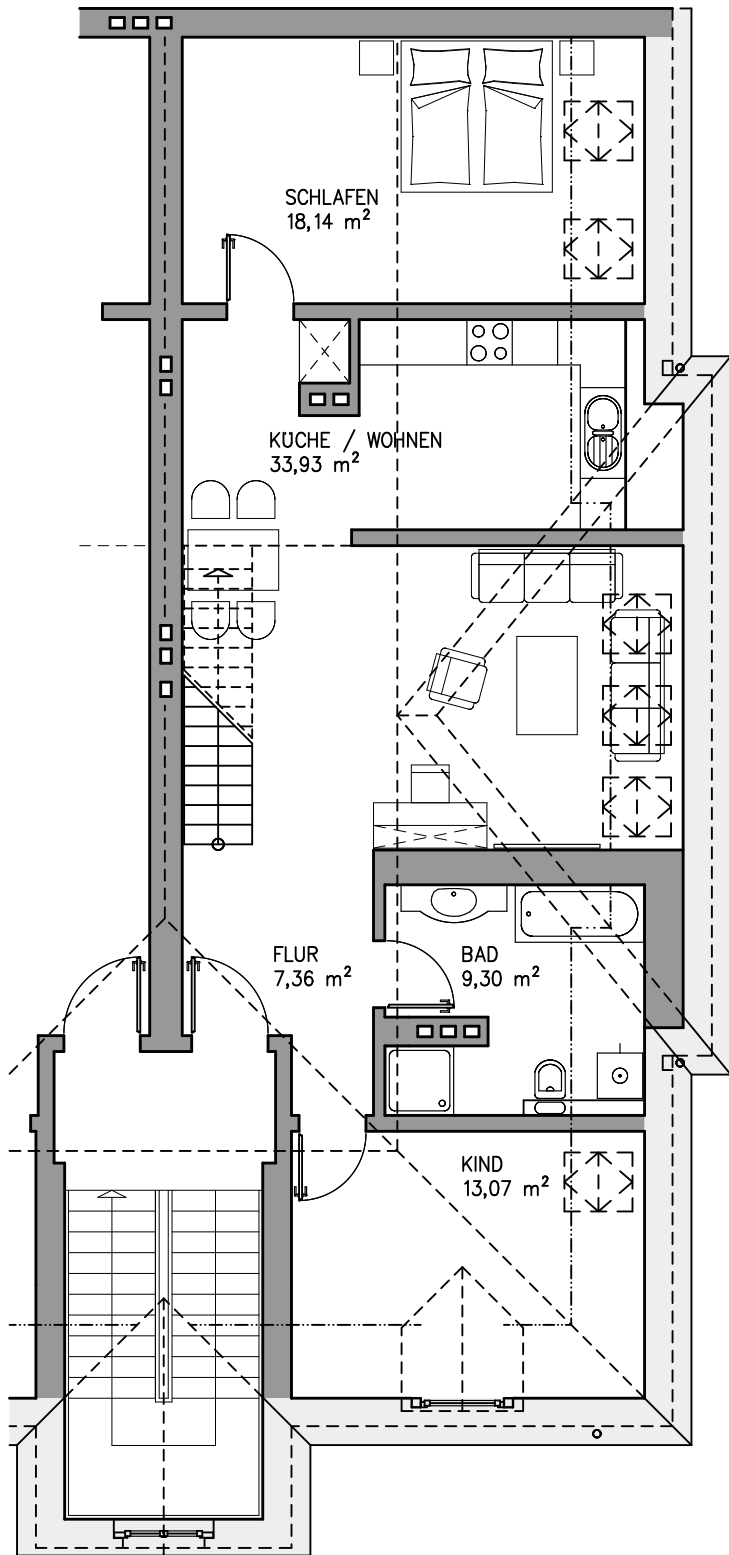 SCHLAFEN
18,14 m²
KÜCHE / WOHNEN
33,93 m²
FLUR
7,36 m²
BAD
9,30 m²
KIND
13,07 m²